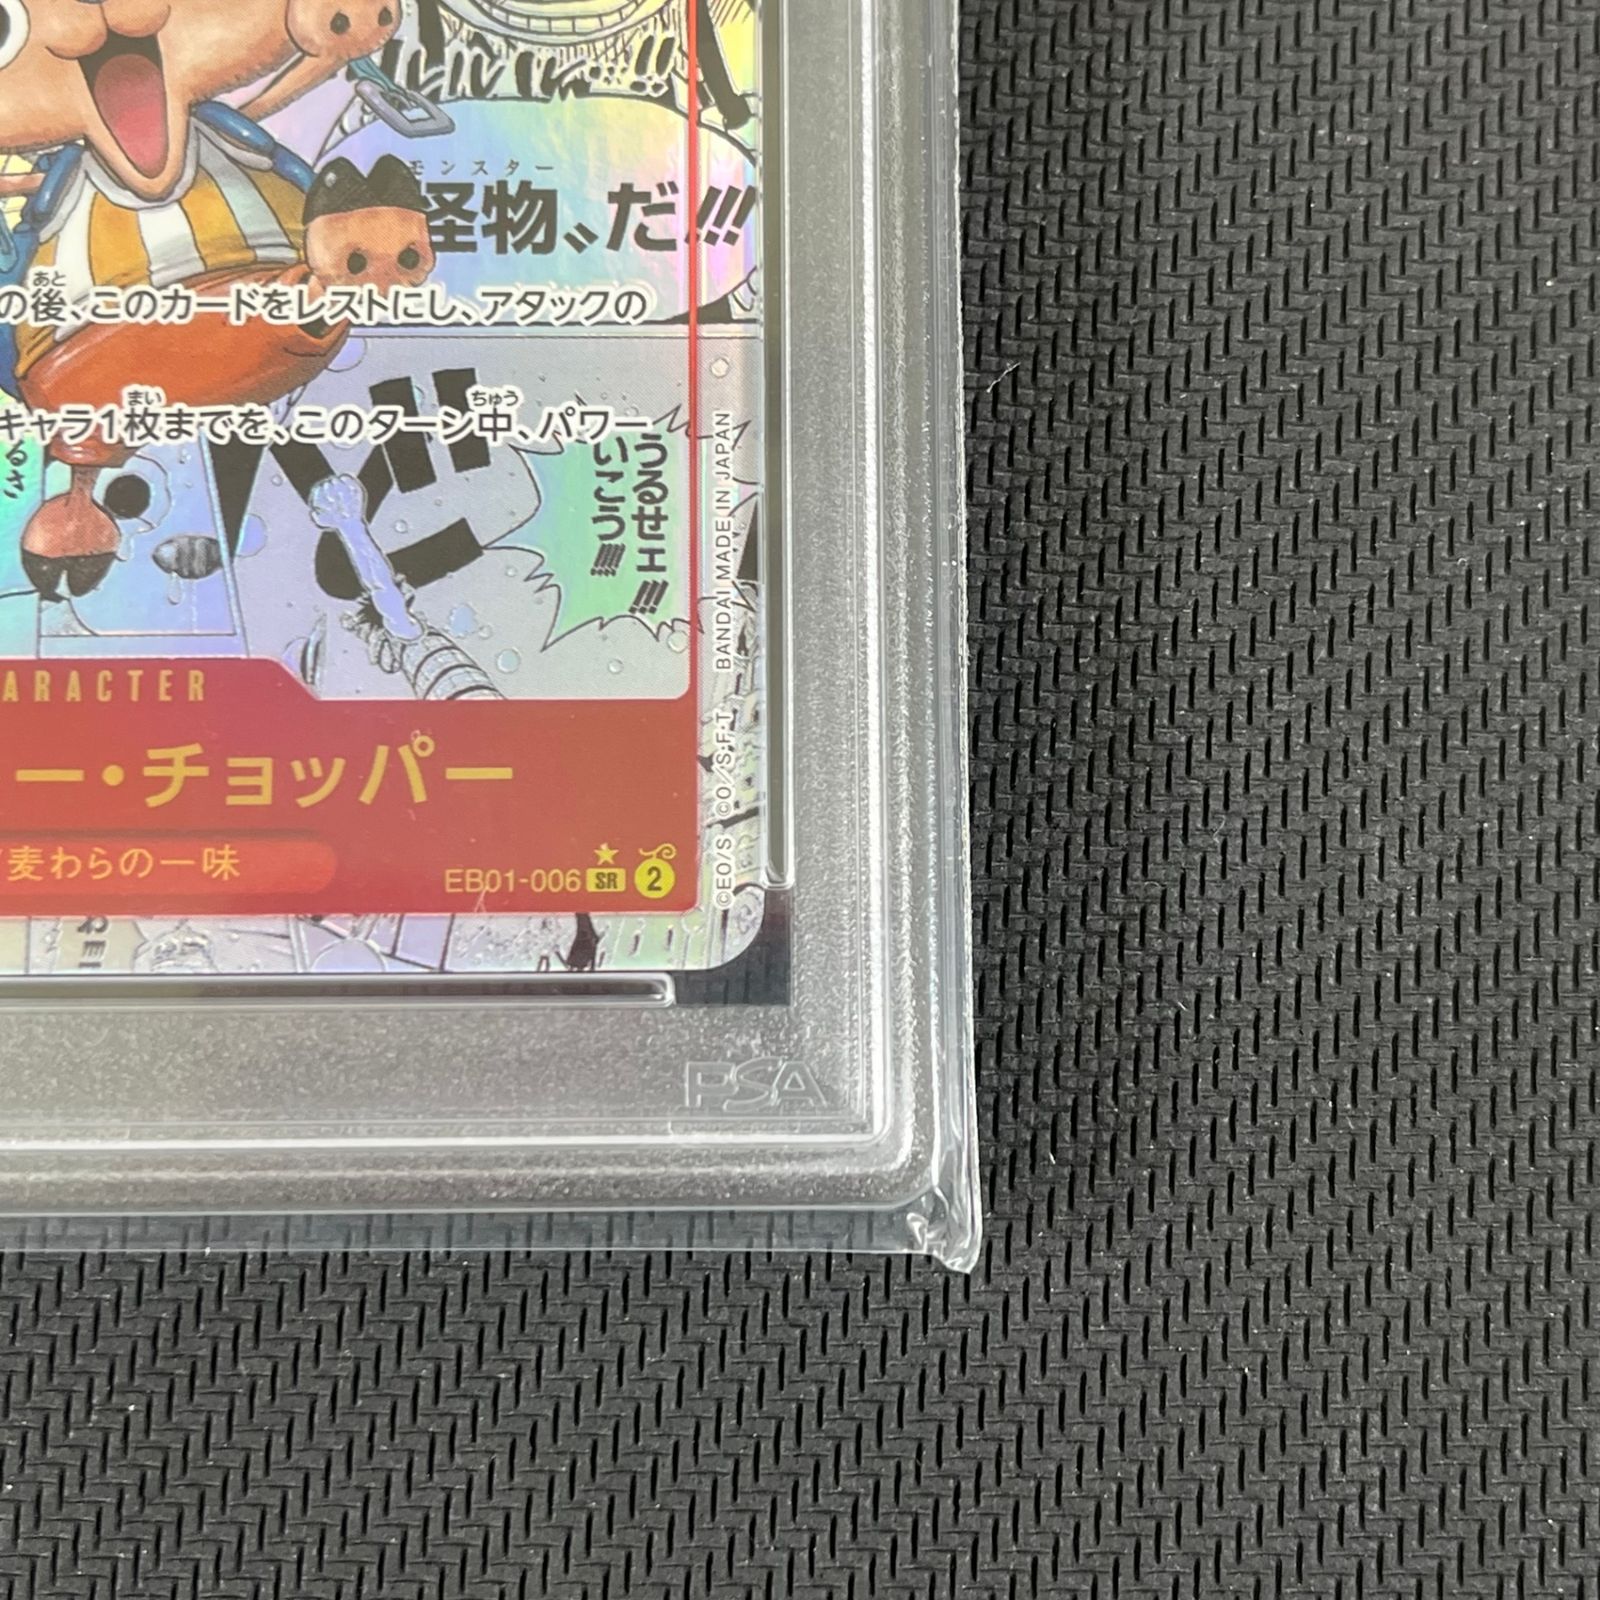 モンスター
怪物〟だ!!!
の後、このカードをレストにし、アタックの
あと
キャラ1枚までを、このターン中、パワー
まい
ちゅう
うるせェ!!!
いこう!!!!
BANDAI MADE IN JAPAN
©EO/S ©O/S・F・T
ARACTER
ー・チョッパー
麦わらの一味
EB01-006 SR 2
PSA